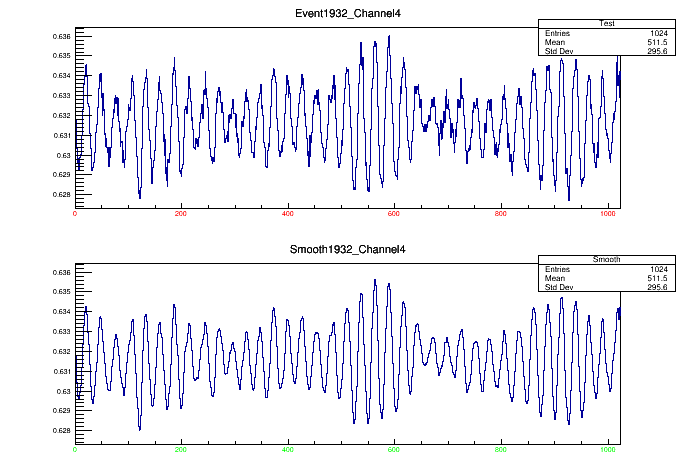 Event1932_Channel4
Test
Entries 1024
Mean 511.5
Std Dev 295.6
0.636
0.635
0.634
0.633
0.632
0.631
0.63
0.629
0.628
0 200 400 600 800 1000
Smooth1932_Channel4
Smooth
Entries 1024
Mean 511.5
Std Dev 295.6
0.636
0.635
0.634
0.633
0.632
0.631
0.63
0.629
0.628
0 200 400 600 800 1000